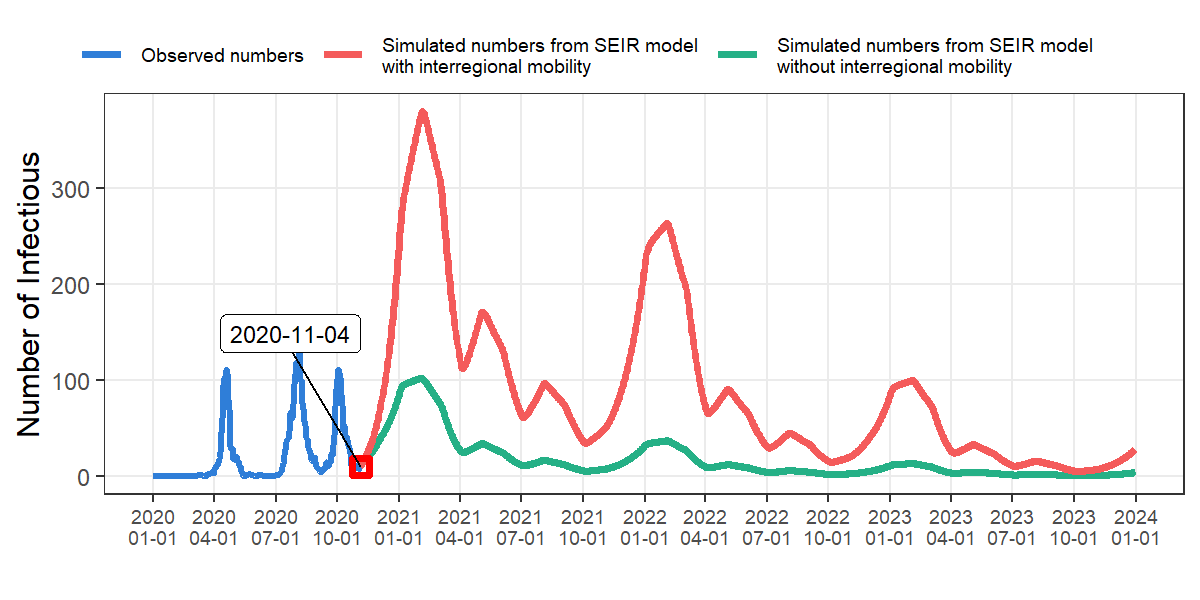 Observed numbers
Simulated numbers from SEIR model
with interregional mobility
Simulated numbers from SEIR model
without interregional mobility
Number of Infectious
300
200
100
0
2020-11-04
2020 2020 2020 2020 2021 2021 2021 2021 2022 2022 2022 2022 2023 2023 2023 2023 2024
01-01 04-01 07-01 10-01 01-01 04-01 07-01 10-01 01-01 04-01 07-01 10-01 01-01 04-01 07-01 10-01 01-01